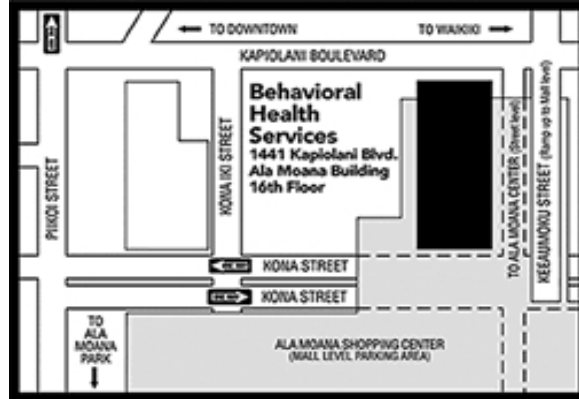 TO DOWNTOWN
TO WAIKIKI
KAPIOLANI BOULEVARD
Behavioral
Health
Services
1441 Kapiolani Blvd.
Ala Moana Building
16th Floor
PIIKOI STREET
KONA IKI STREET
TO ALA MOANA CENTER (Street level)
KEEAUMOKU STREET (Ramp up to Mall level)
KONA STREET
KONA STREET
TO
ALA
MOANA
PARK
ALA MOANA SHOPPING CENTER
(MALL LEVEL PARKING AREA)